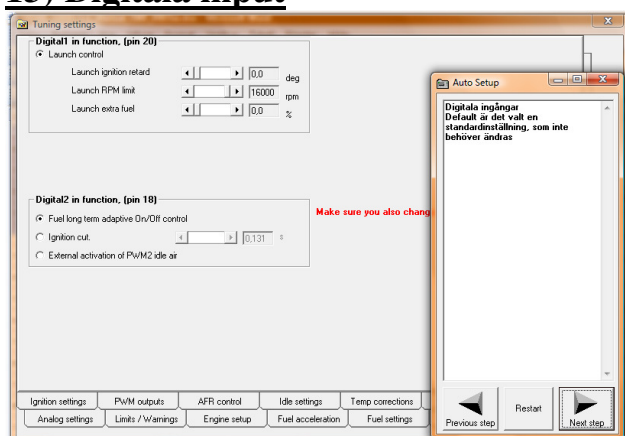 15) Digitala input
Tuning settings
Digital1 in function, (pin 20)
Launch control
Launch ignition retard 0,0 deg
Launch RPM limit 16000 rpm
Launch extra fuel 0,0 %
Digital2 in function, (pin 18)
Fuel long term adaptive On/Off control
Ignition cut. 0,131 s
External activation of PWM2 idle air
Make sure you also chang
Auto Setup
Digitala ingångar
Default är det valt en
standardinställning, som inte
behöver ändras
Previous step
Restart
Next step
Ignition settings PWM outputs AFR control Idle settings Temp corrections
Analog settings Limits / Warnings Engine setup Fuel acceleration Fuel settings